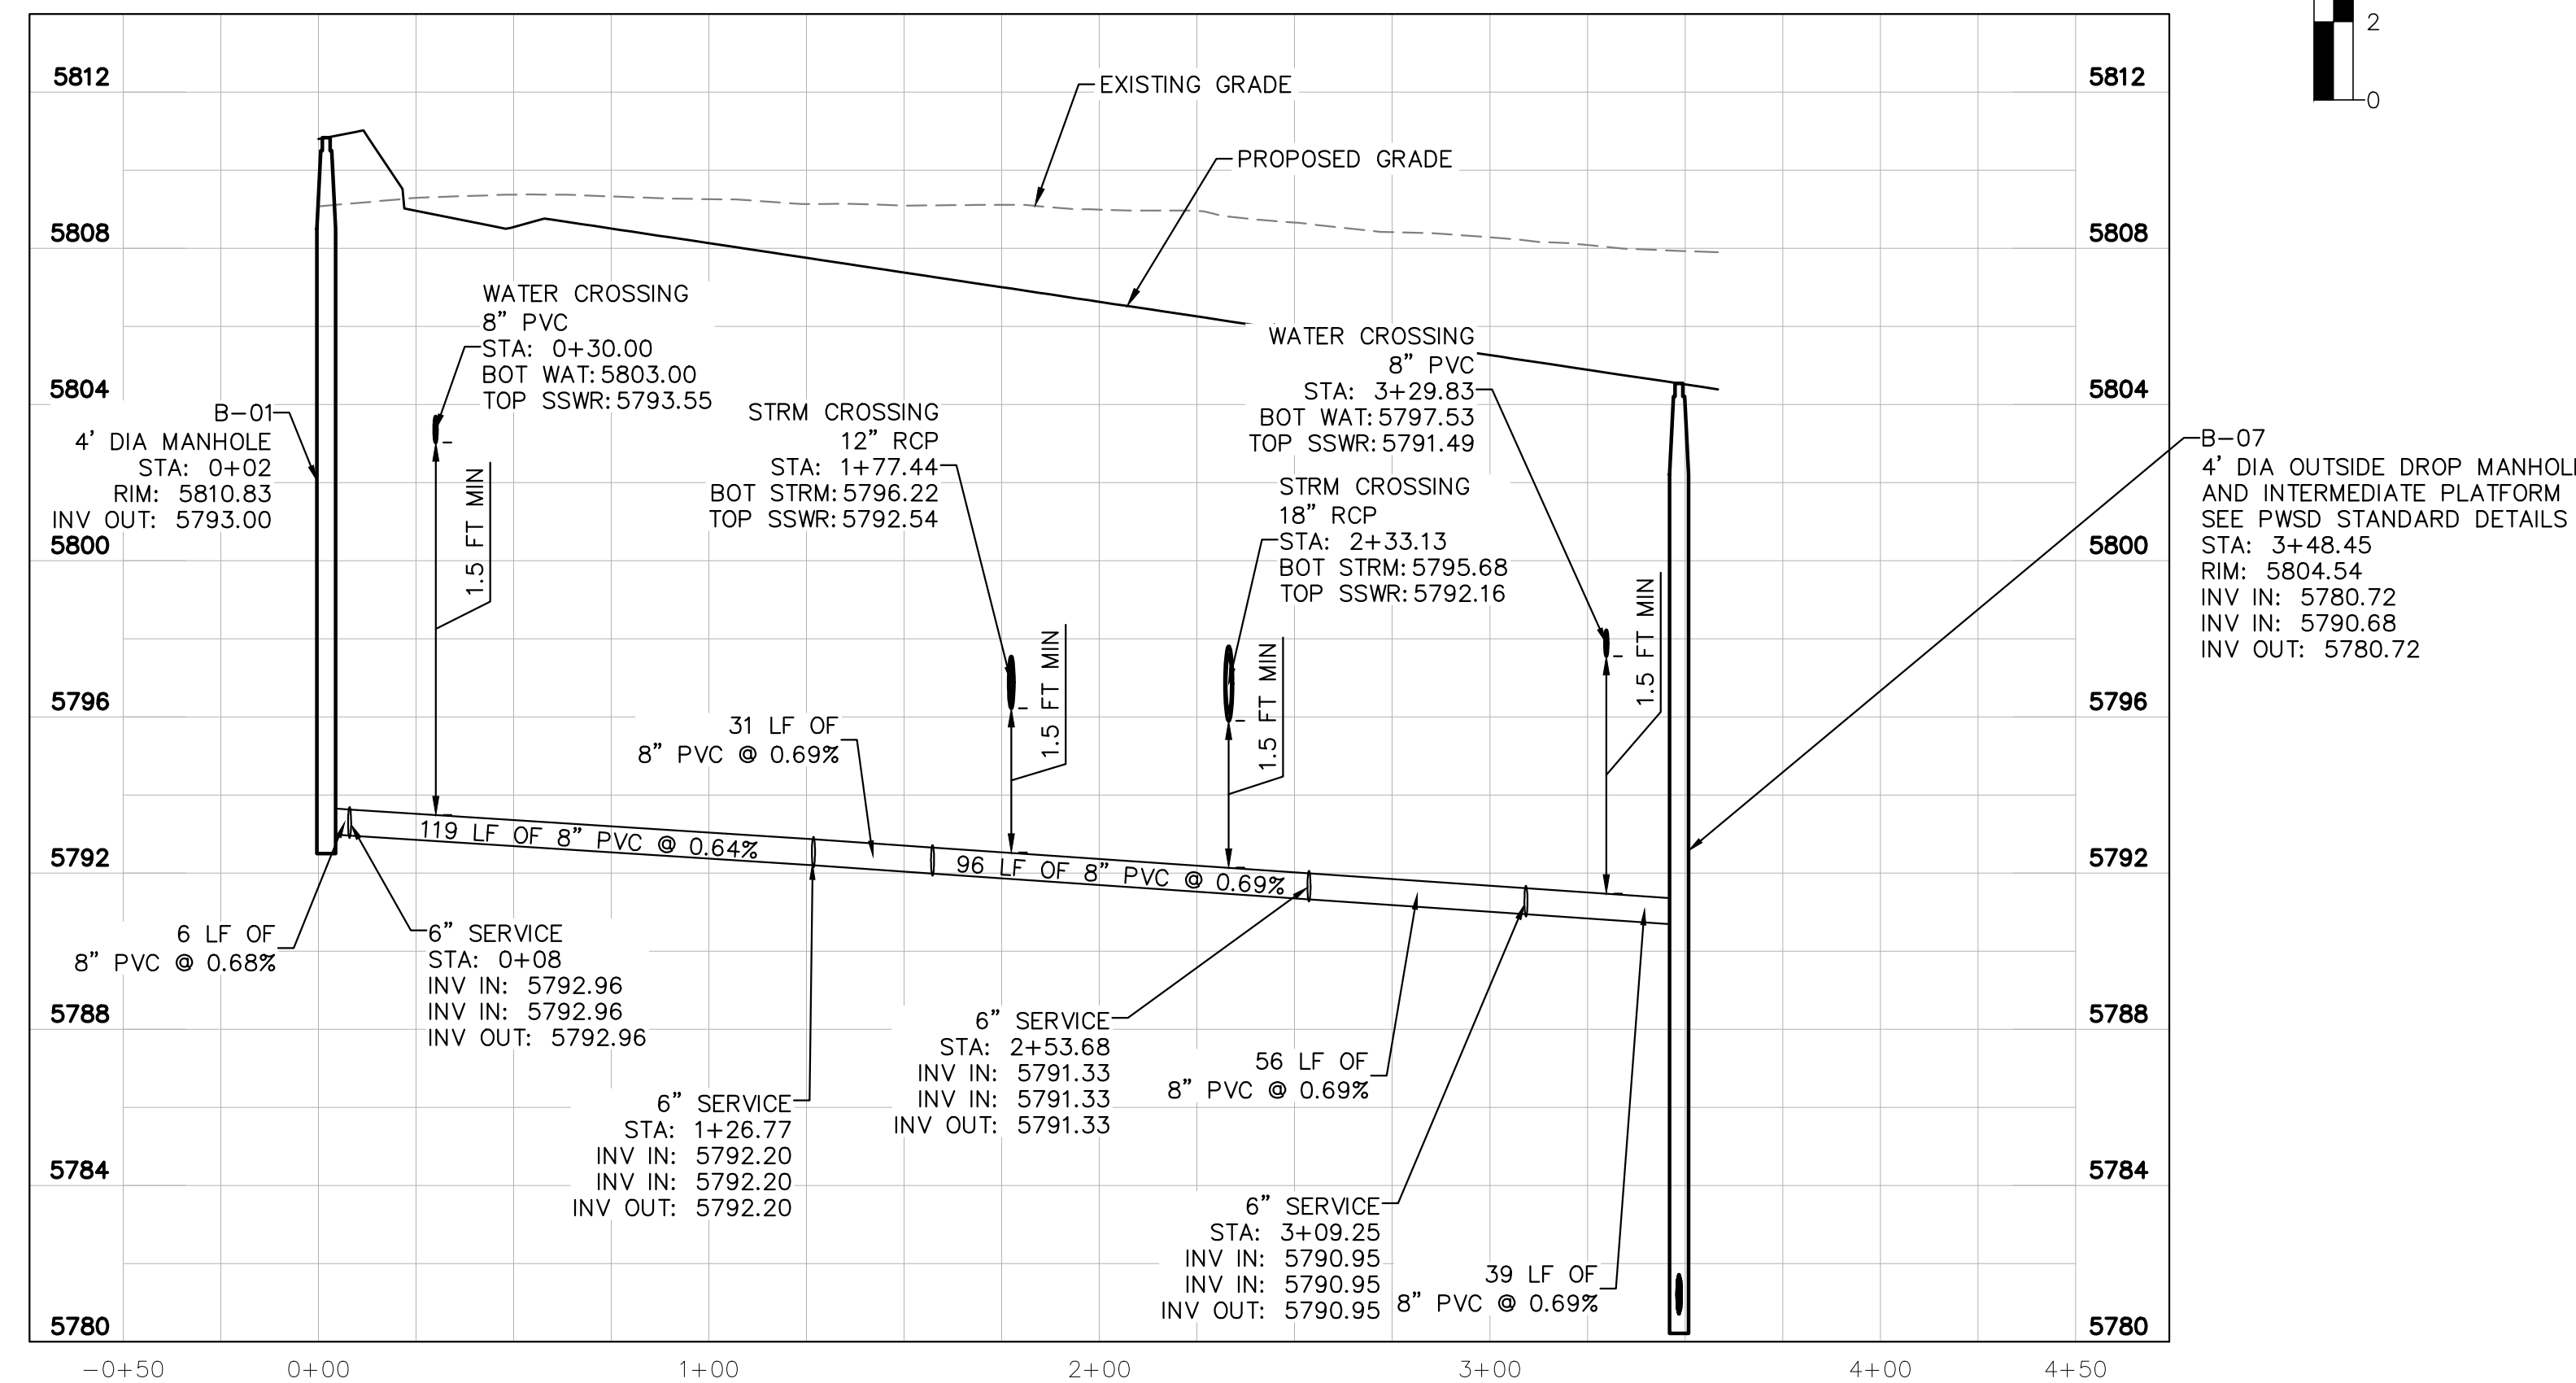 2
0
5812
5812
EXISTING GRADE
PROPOSED GRADE
5808
5808
WATER CROSSING
8” PVC
STA: 0+30.00
BOT WAT:5803.00
TOP SSWR:5793.55
WATER CROSSING
8” PVC
STA: 3+29.83
BOT WAT:5797.53
TOP SSWR:5791.49
5804
5804
B-01
4' DIA MANHOLE
STA: 0+02
RIM: 5810.83
INV OUT: 5793.00
STRM CROSSING
12” RCP
STA: 1+77.44
BOT STRM:5796.22
TOP SSWR:5792.54
STRM CROSSING
18” RCP
STA: 2+33.13
BOT STRM:5795.68
TOP SSWR:5792.16
B-07
4' DIA OUTSIDE DROP MANHOLE
AND INTERMEDIATE PLATFORM
SEE PWSD STANDARD DETAILS
STA: 3+48.45
RIM: 5804.54
INV IN: 5780.72
INV IN: 5790.68
INV OUT: 5780.72
1.5 FT MIN
1.5 FT MIN
1.5 FT MIN
1.5 FT MIN
5800
5800
5796
5796
31 LF OF
8” PVC @ 0.69%
119 LF OF 8” PVC @ 0.64%
96 LF OF 8” PVC @ 0.69%
5792
5792
6 LF OF
8” PVC @ 0.68%
6” SERVICE
STA: 0+08
INV IN: 5792.96
INV IN: 5792.96
INV OUT: 5792.96
5788
5788
6” SERVICE
STA: 2+53.68
INV IN: 5791.33
INV IN: 5791.33
INV OUT: 5791.33
56 LF OF
8” PVC @ 0.69%
6” SERVICE
STA: 1+26.77
INV IN: 5792.20
INV IN: 5792.20
INV OUT: 5792.20
5784
5784
6” SERVICE
STA: 3+09.25
INV IN: 5790.95
INV IN: 5790.95
INV OUT: 5790.95
39 LF OF
8” PVC @ 0.69%
5780
5780
-0+50
0+00
1+00
2+00
3+00
4+00
4+50